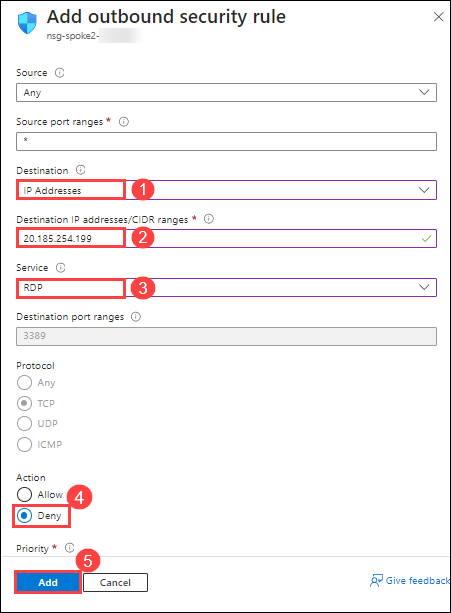 Add outbound security rule
nsg-spoke2-
Source
Any
Source port ranges *
*
Destination
IP Addresses
1
Destination IP addresses/CIDR ranges *
20.185.254.199
2
Service
RDP
3
Destination port ranges
3389
Protocol
Any
TCP
UDP
ICMP
Action
Allow
4
Deny
Priority *
5
Add
Cancel
Give feedback